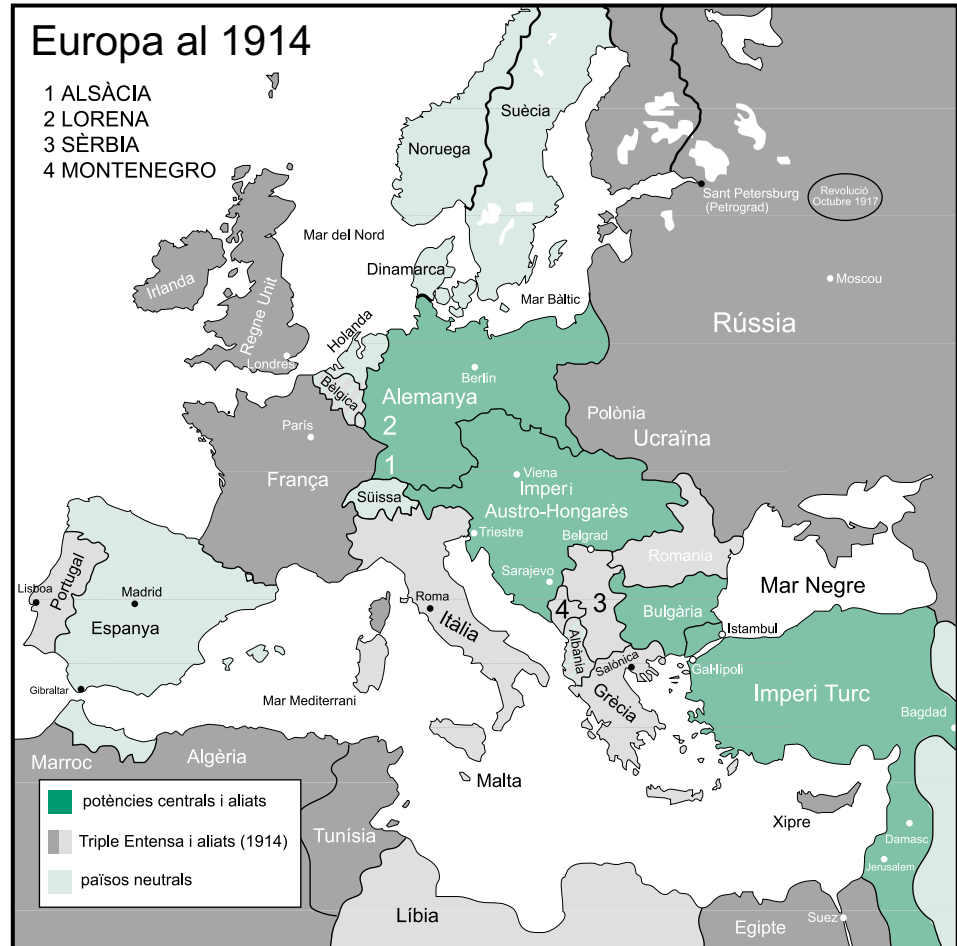 Europa al 1914
1 ALSÀCIA
2 LORENA
3 SÈRBIA
4 MONTENEGRO
Suècia
Noruega
Sant Petersburg
(Petrograd)
Revolució
Octubre 1917
Mar del Nord
Dinamarca
Moscou
Irlanda
Regne Unit
Mar Bàltic
Rússia
Holanda
Londres
Berlin
Bèlgica
Alemanya
Polònia
Ucraïna
París
2
1
França
Viena
Imperi
Austro-Hongarès
Süissa
Triestre
Belgrad
Romania
Sarajevo
Mar Negre
Lisboa
Portugal
Madrid
Roma
4
3
Bulgària
Espanya
Itàlia
Istambul
Albània
Salónica
Gal·lípoli
Gibraltar
Mar Mediterrani
Grècia
Imperi Turc
Bagdad
Marroc
Algèria
Malta
potències centrals i aliats
Triple Entensa i aliats (1914)
països neutrals
Tunísia
Xipre
Damasc
Jerusalem
Líbia
Egipte
Suez